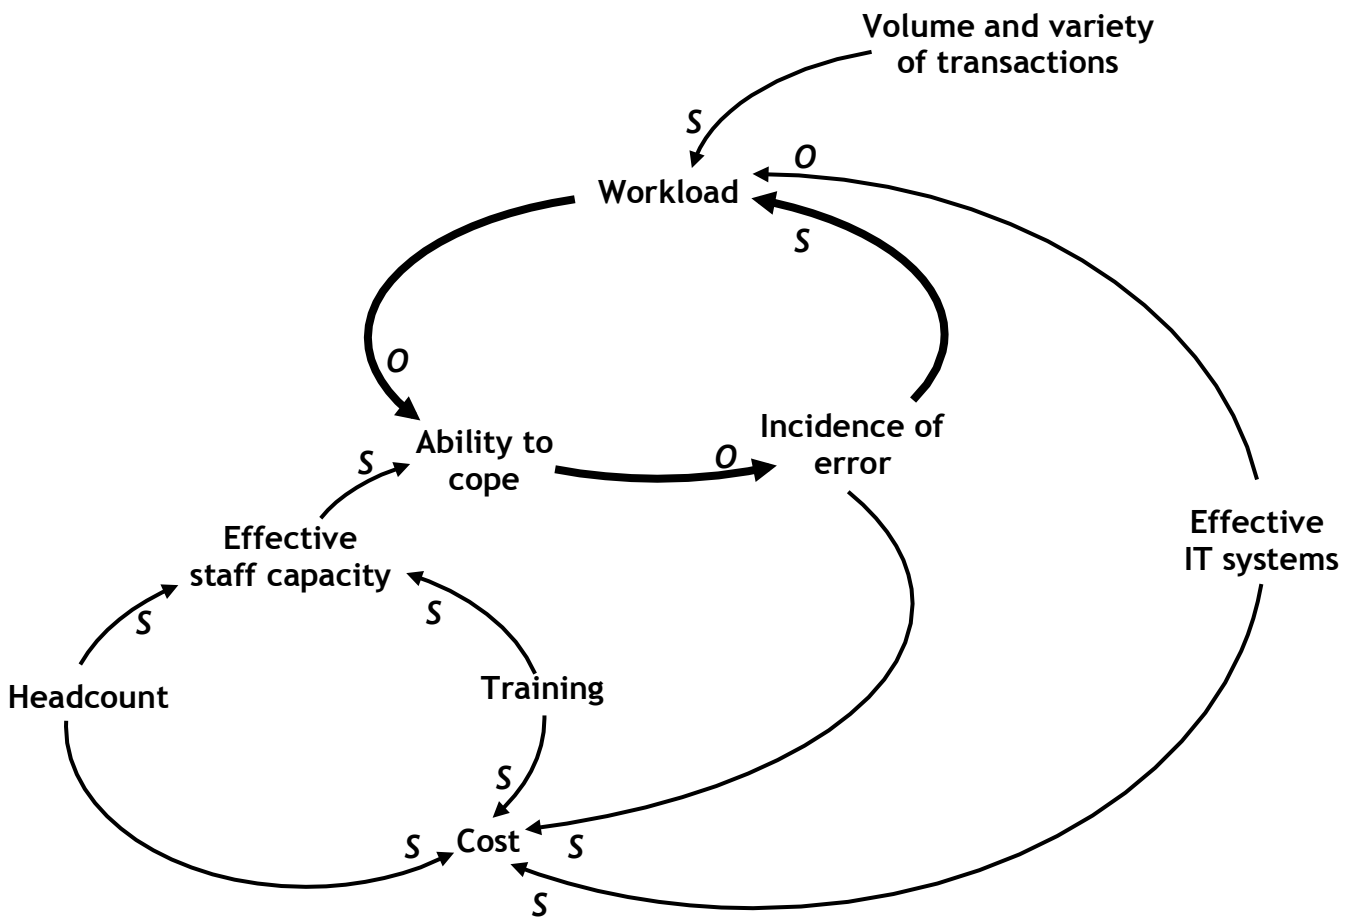 Volume and variety
of transactions
S
O
Workload
S
O
Ability to
cope
O
Incidence of
error
S
Effective
staff capacity
Effective
IT systems
S
S
Headcount
Training
S
S
Cost
S
S